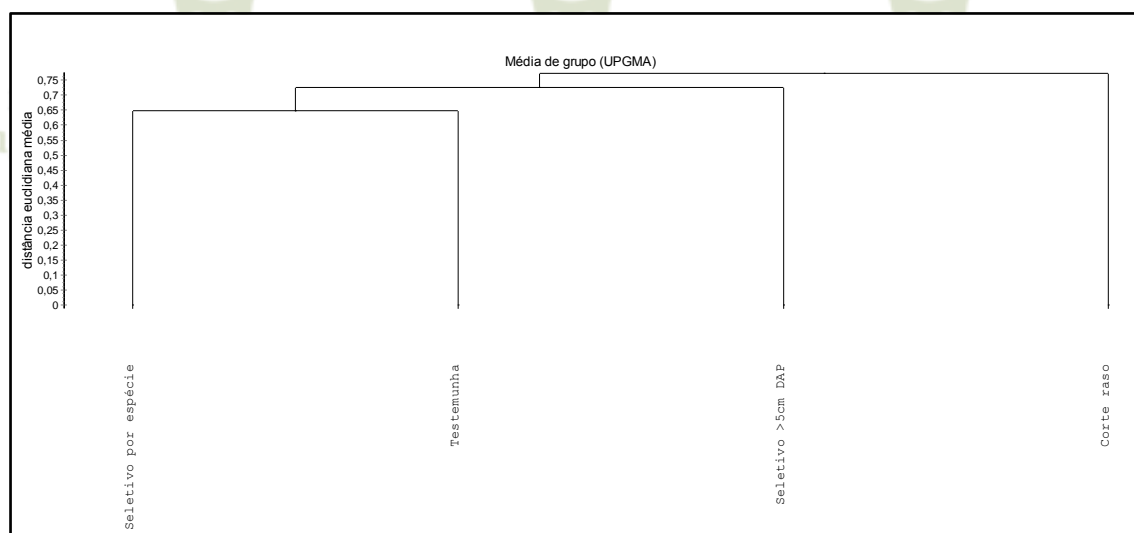 Média de grupo (UPGMA)
distância euclidiana média
0,75
0,7
0,65
0,6
0,55
0,5
0,45
0,4
0,35
0,3
0,25
0,2
0,15
0,1
0,05
0
Seletivo por espécie
Testemunha
Seletivo >5cm DAP
Corte raso